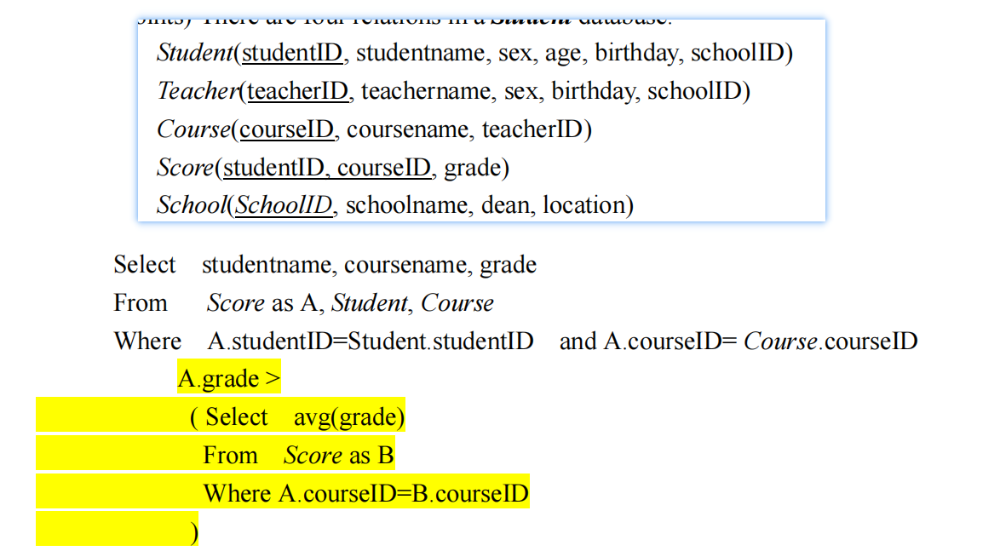 There are four relations in a Student database.
Student(studentID, studentname, sex, age, birthday, schoolID)
Teacher(teacherID, teachername, sex, birthday, schoolID)
Course(courseID, coursename, teacherID)
Score(studentID, courseID, grade)
School(SchoolID, schoolname, dean, location)
Select studentname, coursename, grade
From Score as A, Student, Course
Where A.studentID=Student.studentID and A.courseID= Course.courseID
A.grade >
( Select avg(grade)
From Score as B
Where A.courseID=B.courseID
)